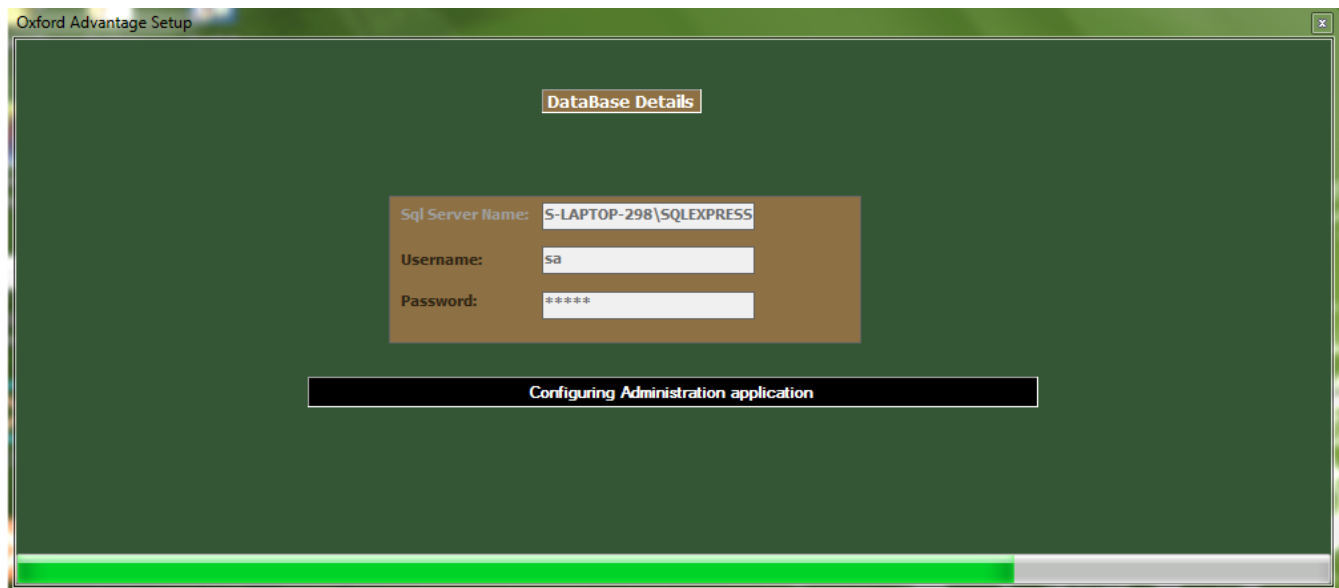 Oxford Advantage Setup
x
DataBase Details
Sql Server Name: S-LAPTOP-298\SQLEXPRESS
Username: sa
Password: *****
Configuring Administration application